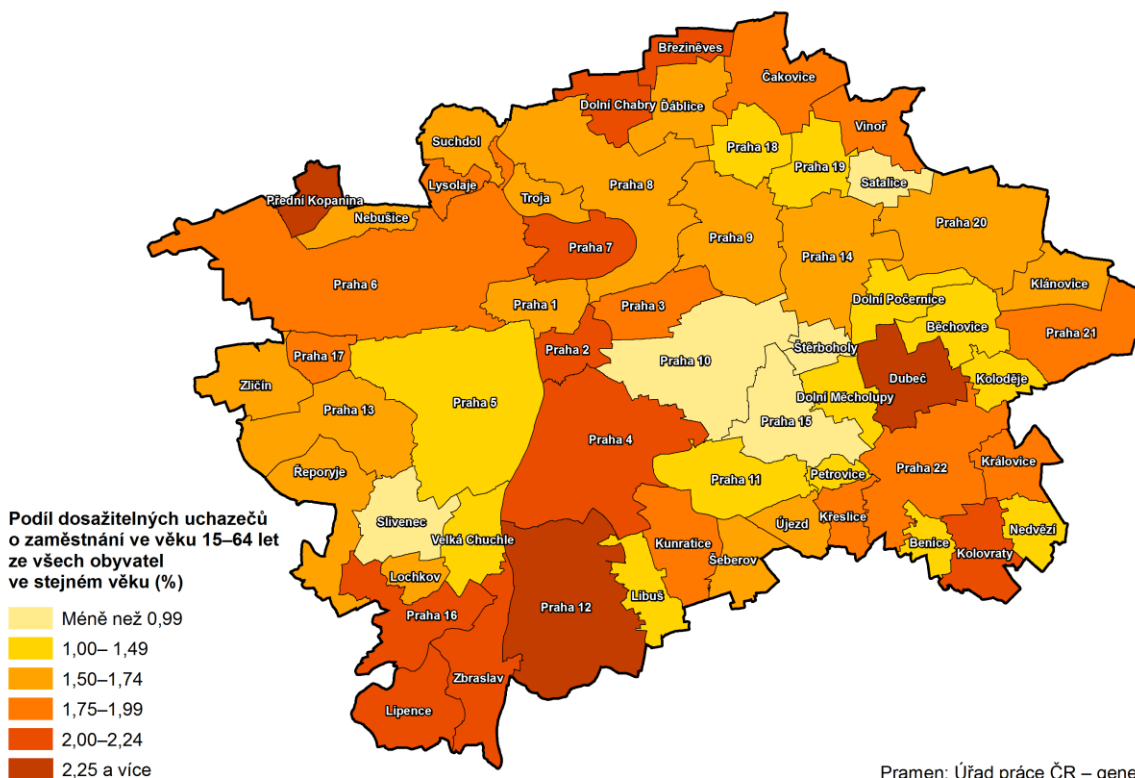 Březiněves
Čakovice
Dolní Chabry
Ďáblice
Vinoř
Suchdol
Praha 18
Praha 19
Satalice
Lysolaje
Praha 8
Přední Kopanina
Troja
Nebušice
Praha 20
Praha 7
Praha 9
Praha 14
Praha 6
Klánovice
Praha 1
Praha 3
Dolní Počernice
Běchovice
Praha 21
Praha 17
Praha 2
Praha 10
Štěrboholy
Dubeč
Koloděje
Zličín
Praha 5
Dolní Měcholupy
Praha 13
Praha 15
Praha 4
Řeporyje
Praha 11
Petrovice
Praha 22
Královice
Slivenec
Velká Chuchle
Újezd
Křeslice
Nedvězí
Kunratice
Šeberov
Benice
Kolovraty
Lochkov
Libuš
Praha 12
Praha 16
Zbraslav
Lipence
Podíl dosažitelných uchazečů
o zaměstnání ve věku 15–64 let
ze všech obyvatel
ve stejném věku (%)
Méně než 0,99
1,00– 1,49
1,50–1,74
1,75–1,99
2,00–2,24
2,25 a více
Pramen: Úřad práce ČR – gene